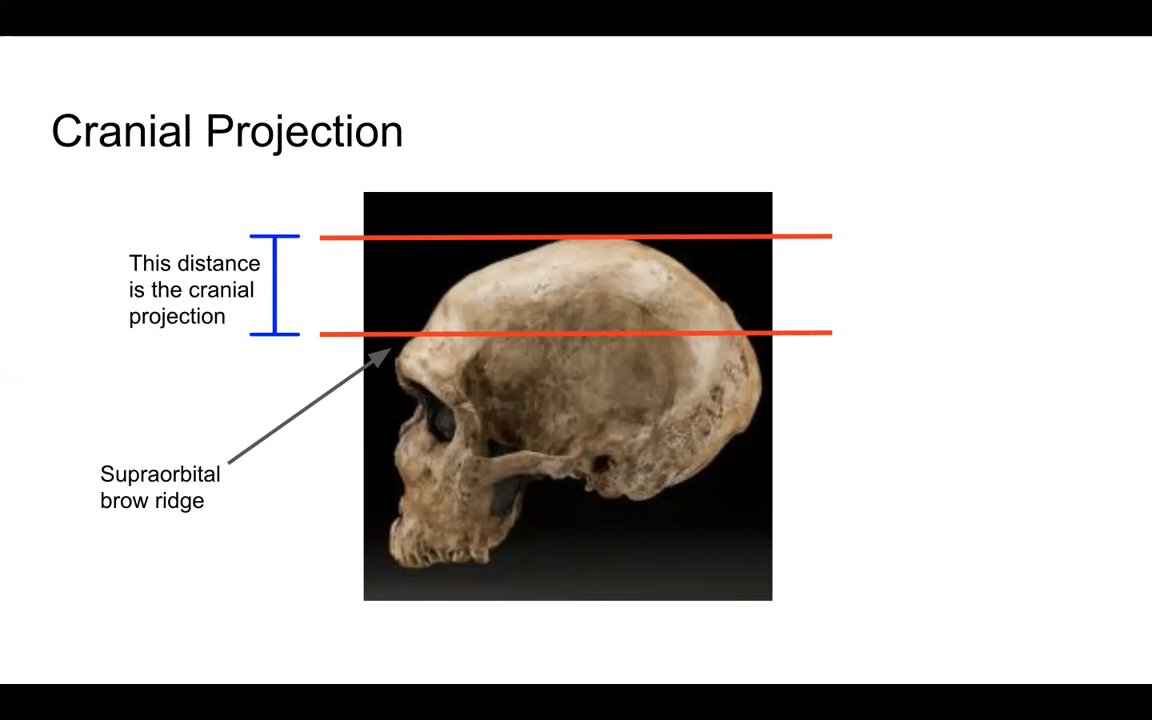 Cranial Projection
This distance
is the cranial
projection
Supraorbital
brow ridge